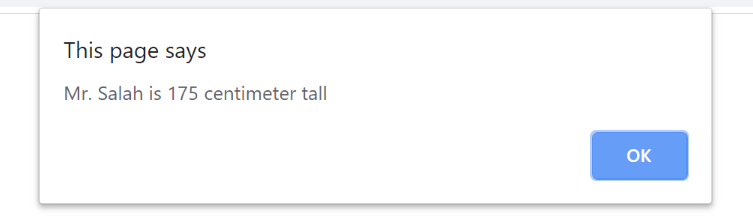 This page says
Mr. Salah is 175 centimeter tall
OK